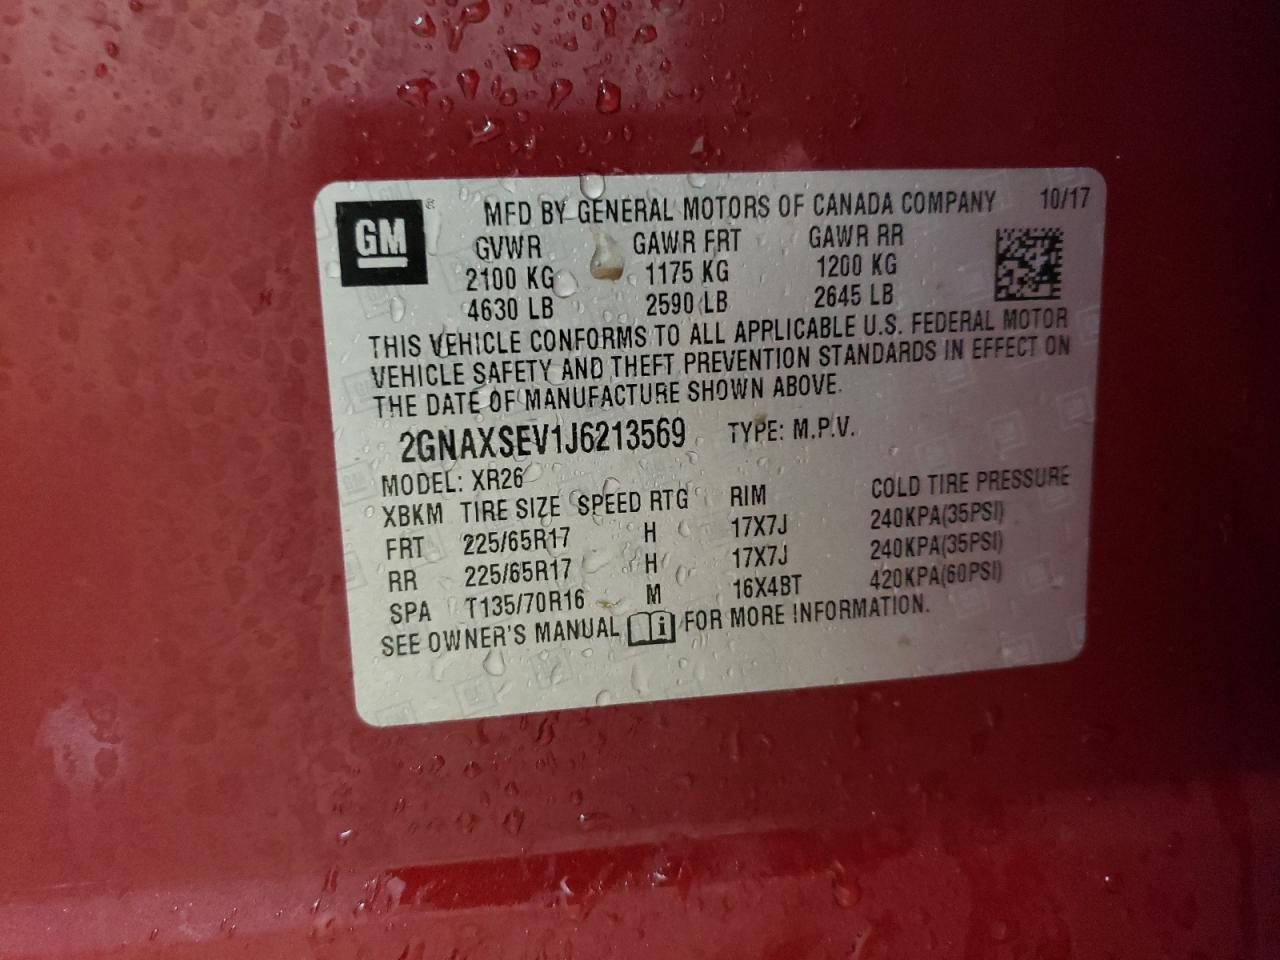 GM
MFD BY GENERAL MOTORS OF CANADA COMPANY 10/17
GVWR GAWR FRT GAWR RR
2100 KG 1175 KG 1200 KG
4630 LB 2590 LB 2645 LB
THIS VEHICLE CONFORMS TO ALL APPLICABLE U.S. FEDERAL MOTOR
VEHICLE SAFETY AND THEFT PREVENTION STANDARDS IN EFFECT ON
THE DATE OF MANUFACTURE SHOWN ABOVE.
2GNAXSEV1J6213569 TYPE: M.P.V.
MODEL: XR26
XBKM TIRE SIZE SPEED RTG RIM COLD TIRE PRESSURE
FRT 225/65R17 H 17X7J 240KPA(35PSI)
RR 225/65R17 H 17X7J 240KPA(35PSI)
SPA T135/70R16 M 16X4BT 420KPA(60PSI)
SEE OWNER'S MANUAL i FOR MORE INFORMATION.